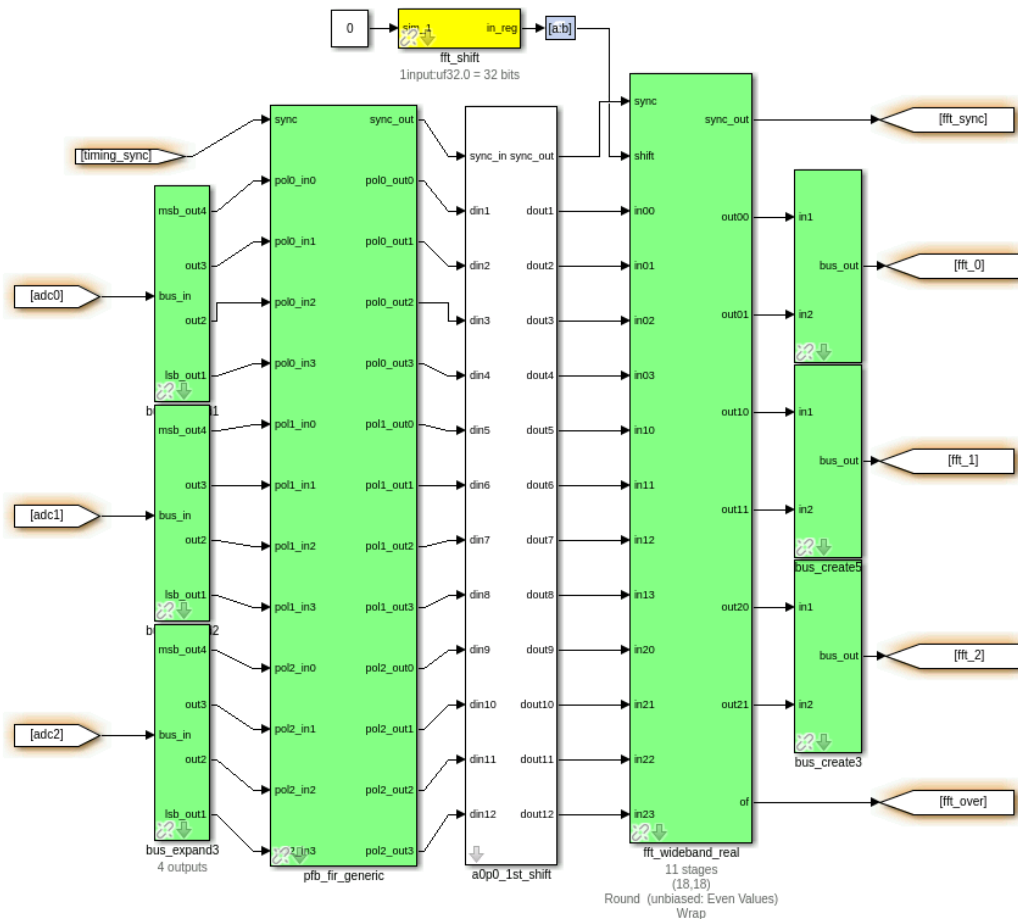 0
sim_1
in_reg
[a:b]
fft_shift
1input:uf32.0 = 32 bits
[timing_sync]
[adc0]
[adc1]
[adc2]
msb_out4
out3
bus_in
out2
lsb_out1
msb_out4
out3
bus_in
out2
lsb_out1
msb_out4
out3
bus_in
out2
lsb_out1
bus_expand3
4 outputs
sync
pol0_in0
pol0_in1
pol0_in2
pol0_in3
pol1_in0
pol1_in1
pol1_in2
pol1_in3
pol2_in0
pol2_in1
pol2_in2
pol2_in3
sync_out
pol0_out0
pol0_out1
pol0_out2
pol0_out3
pol1_out0
pol1_out1
pol1_out2
pol1_out3
pol2_out0
pol2_out1
pol2_out2
pol2_out3
pfb_fir_generic
sync_in
din1
din2
din3
din4
din5
din6
din7
din8
din9
din10
din11
din12
sync_out
dout1
dout2
dout3
dout4
dout5
dout6
dout7
dout8
dout9
dout10
dout11
dout12
a0p0_1st_shift
sync
shift
in00
in01
in02
in03
in10
in11
in12
in13
in20
in21
in22
in23
sync_out
out00
out01
out10
out11
out20
out21
of
fft_wideband_real
11 stages
(18,18)
Round (unbiased: Even Values)
Wrap
in1
bus_out
in2
in1
bus_out
in2
bus_create5
in1
bus_out
in2
bus_create3
[fft_sync]
[fft_0]
[fft_1]
[fft_2]
[fft_over]